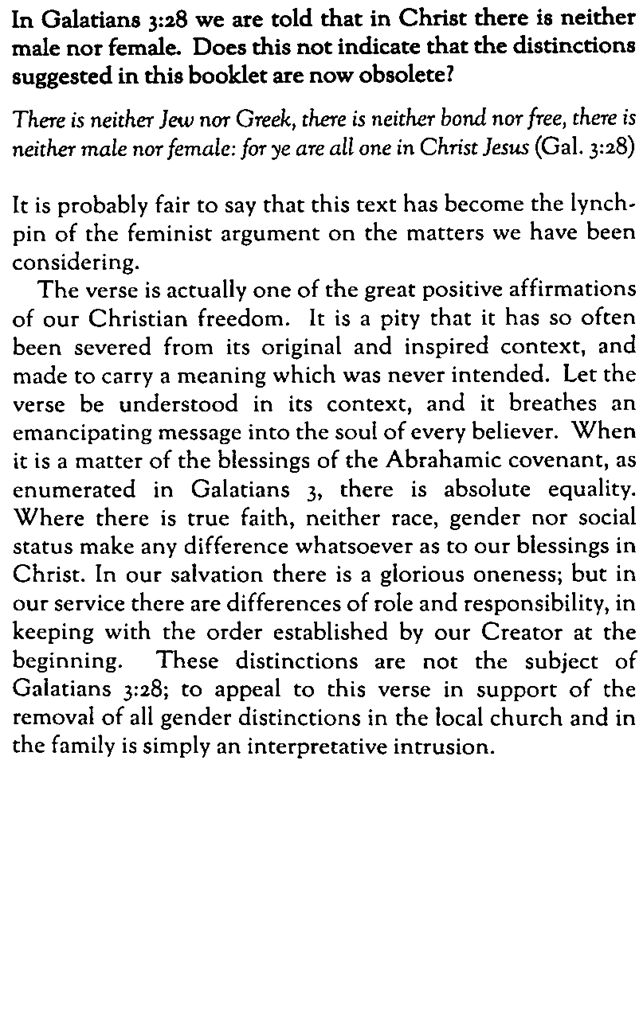 In Galatians 3:28 we are told that in Christ there is neither
male nor female. Does this not indicate that the distinctions
suggested in this booklet are now obsolete?
There is neither Jew nor Greek, there is neither bond nor free, there is
neither male nor female: for ye are all one in Christ Jesus (Gal. 3:28)
It is probably fair to say that this text has become the lynch-
pin of the feminist argument on the matters we have been
considering.
The verse is actually one of the great positive affirmations
of our Christian freedom. It is a pity that it has so often
been severed from its original and inspired context, and
made to carry a meaning which was never intended. Let the
verse be understood in its context, and it breathes an
emancipating message into the soul of every believer. When
it is a matter of the blessings of the Abrahamic covenant, as
enumerated in Galatians 3, there is absolute equality.
Where there is true faith, neither race, gender nor social
status make any difference whatsoever as to our blessings in
Christ. In our salvation there is a glorious oneness; but in
our service there are differences of role and responsibility, in
keeping with the order established by our Creator at the
beginning. These distinctions are not the subject of
Galatians 3:28; to appeal to this verse in support of the
removal of all gender distinctions in the local church and in
the family is simply an interpretative intrusion.